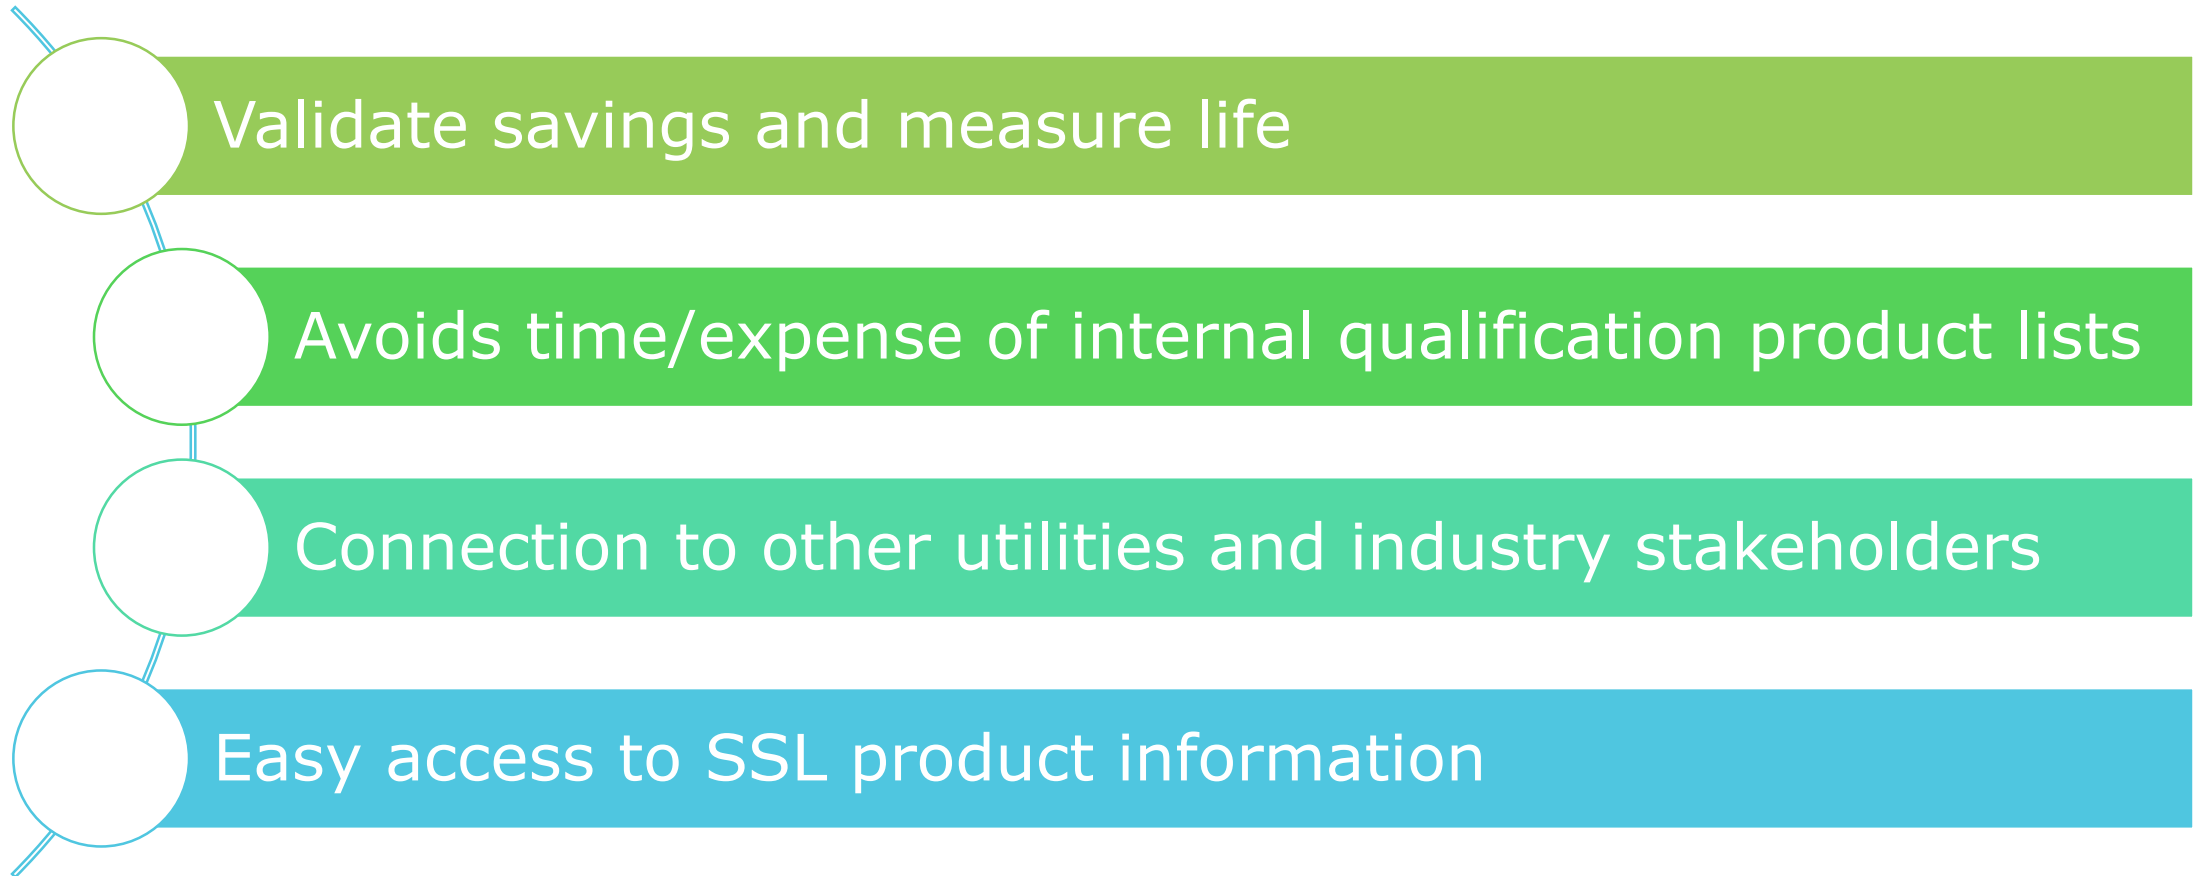 Validate savings and measure life
Avoids time/expense of internal qualification product lists
Connection to other utilities and industry stakeholders
Easy access to SSL product information